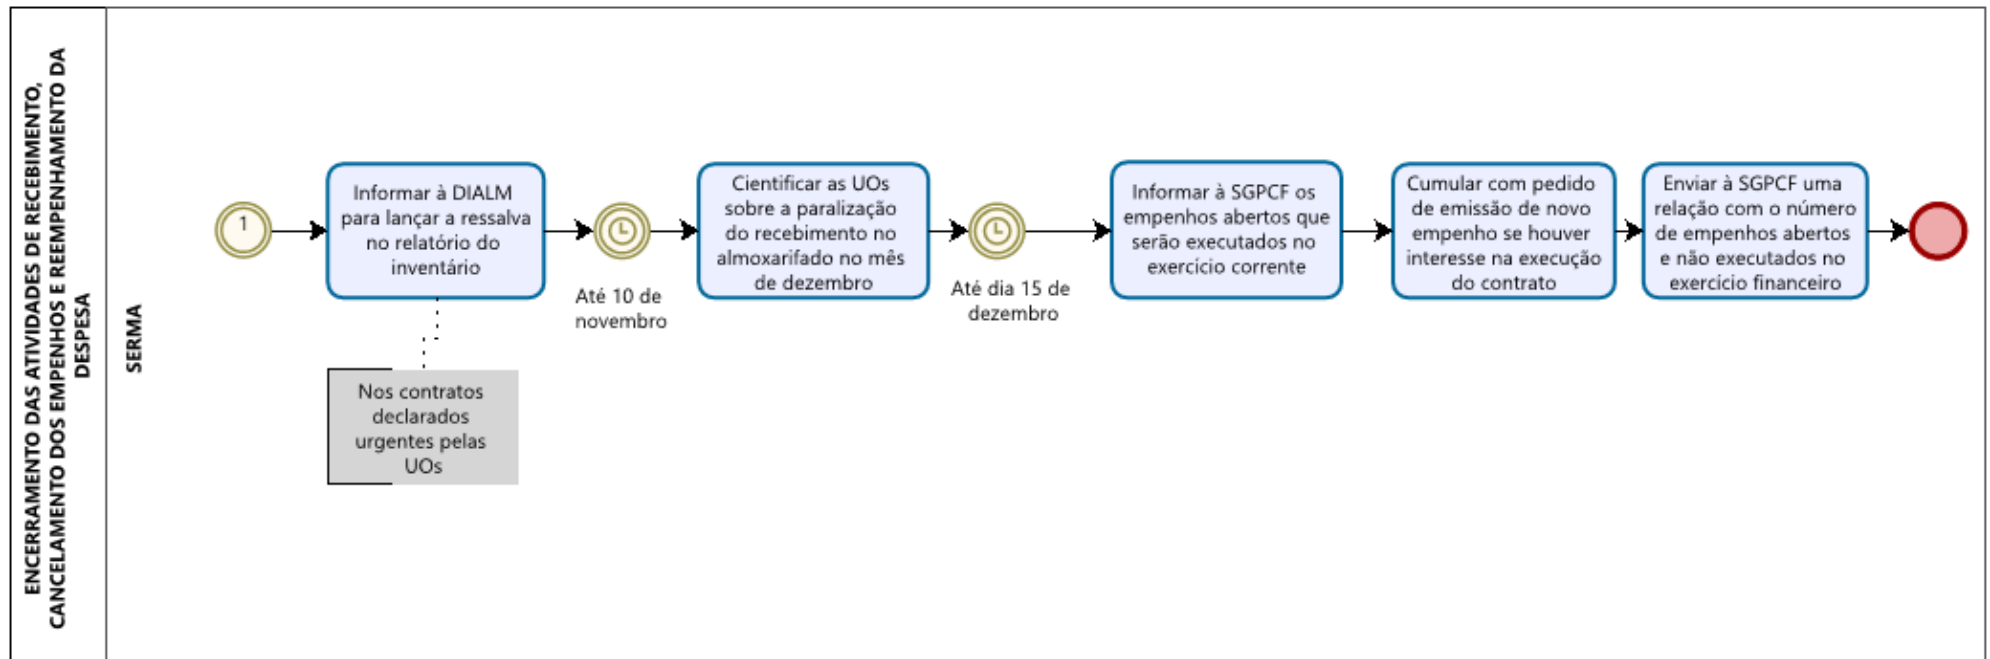 ENCERRAMENTO DAS ATIVIDADES DE RECEBIMENTO,
CANCELAMENTO DOS EMPENHOS E REEMPENHAMENTO DA
DESPESA
SERMA
1
Informar à DIALM
para lançar a ressalva
no relatório do
inventário
Nos contratos
declarados
urgentes pelas
UOs
Até 10 de
novembro
Cientificar as UOs
sobre a paralização
do recebimento no
almoxarifado no mês
de dezembro
Até dia 15 de
dezembro
Informar à SGPCF os
empenhos abertos que
serão executados no
exercício corrente
Cumular com pedido
de emissão de novo
empenho se houver
interesse na execução
do contrato
Enviar à SGPCF uma
relação com o número
de empenhos abertos
e não executados no
exercício financeiro